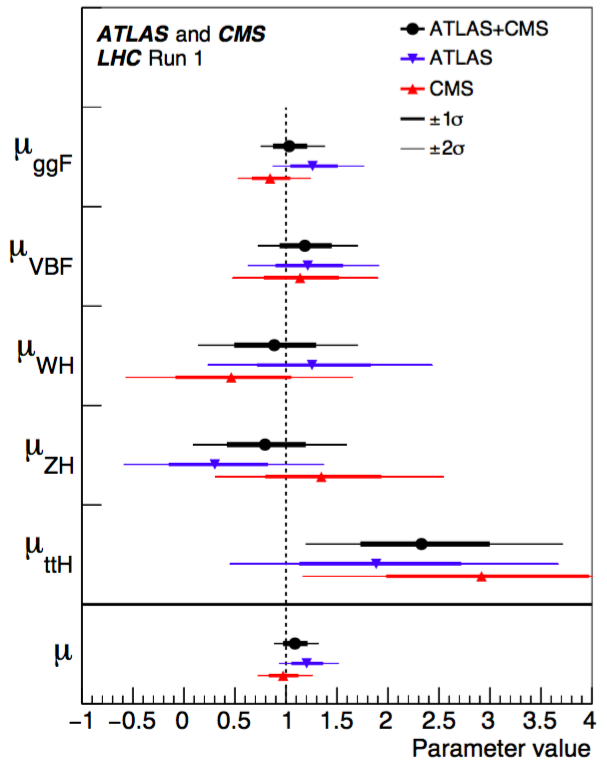 ATLAS and CMS
LHC Run 1
ATLAS+CMS
ATLAS
CMS
±1σ
±2σ
μggF
μVBF
μWH
μZH
μttH
μ
−1 −0.5 0 0.5 1 1.5 2 2.5 3 3.5 4
Parameter value